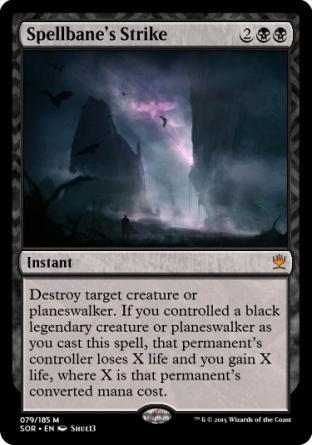 Spellbane's Strike 2
Instant
Destroy target creature or
planeswalker. If you controlled a black
legendary creature or planeswalker as
you cast this spell, that permanent's
controller loses X life and you gain X
life, where X is that permanent's
converted mana cost.
079/185 M
SOR • EN Shue13
™ & © 2015 Wizards of the Coast